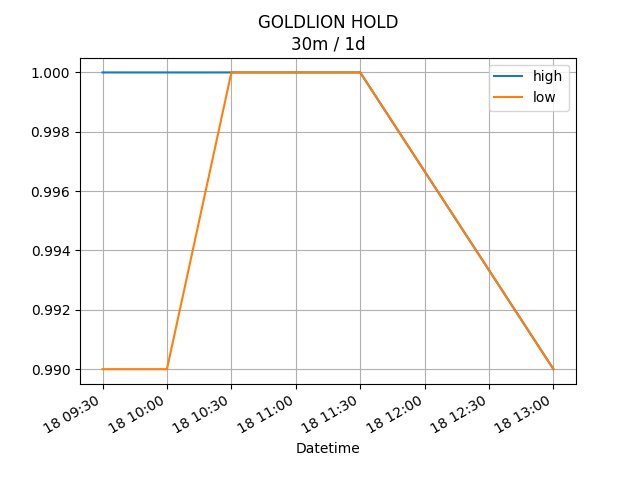 GOLDLION HOLD
30m / 1d
high
low
1.000
0.998
0.996
0.994
0.992
0.990
18 09:30
18 10:00
18 10:30
18 11:00
18 11:30
18 12:00
18 12:30
18 13:00
Datetime